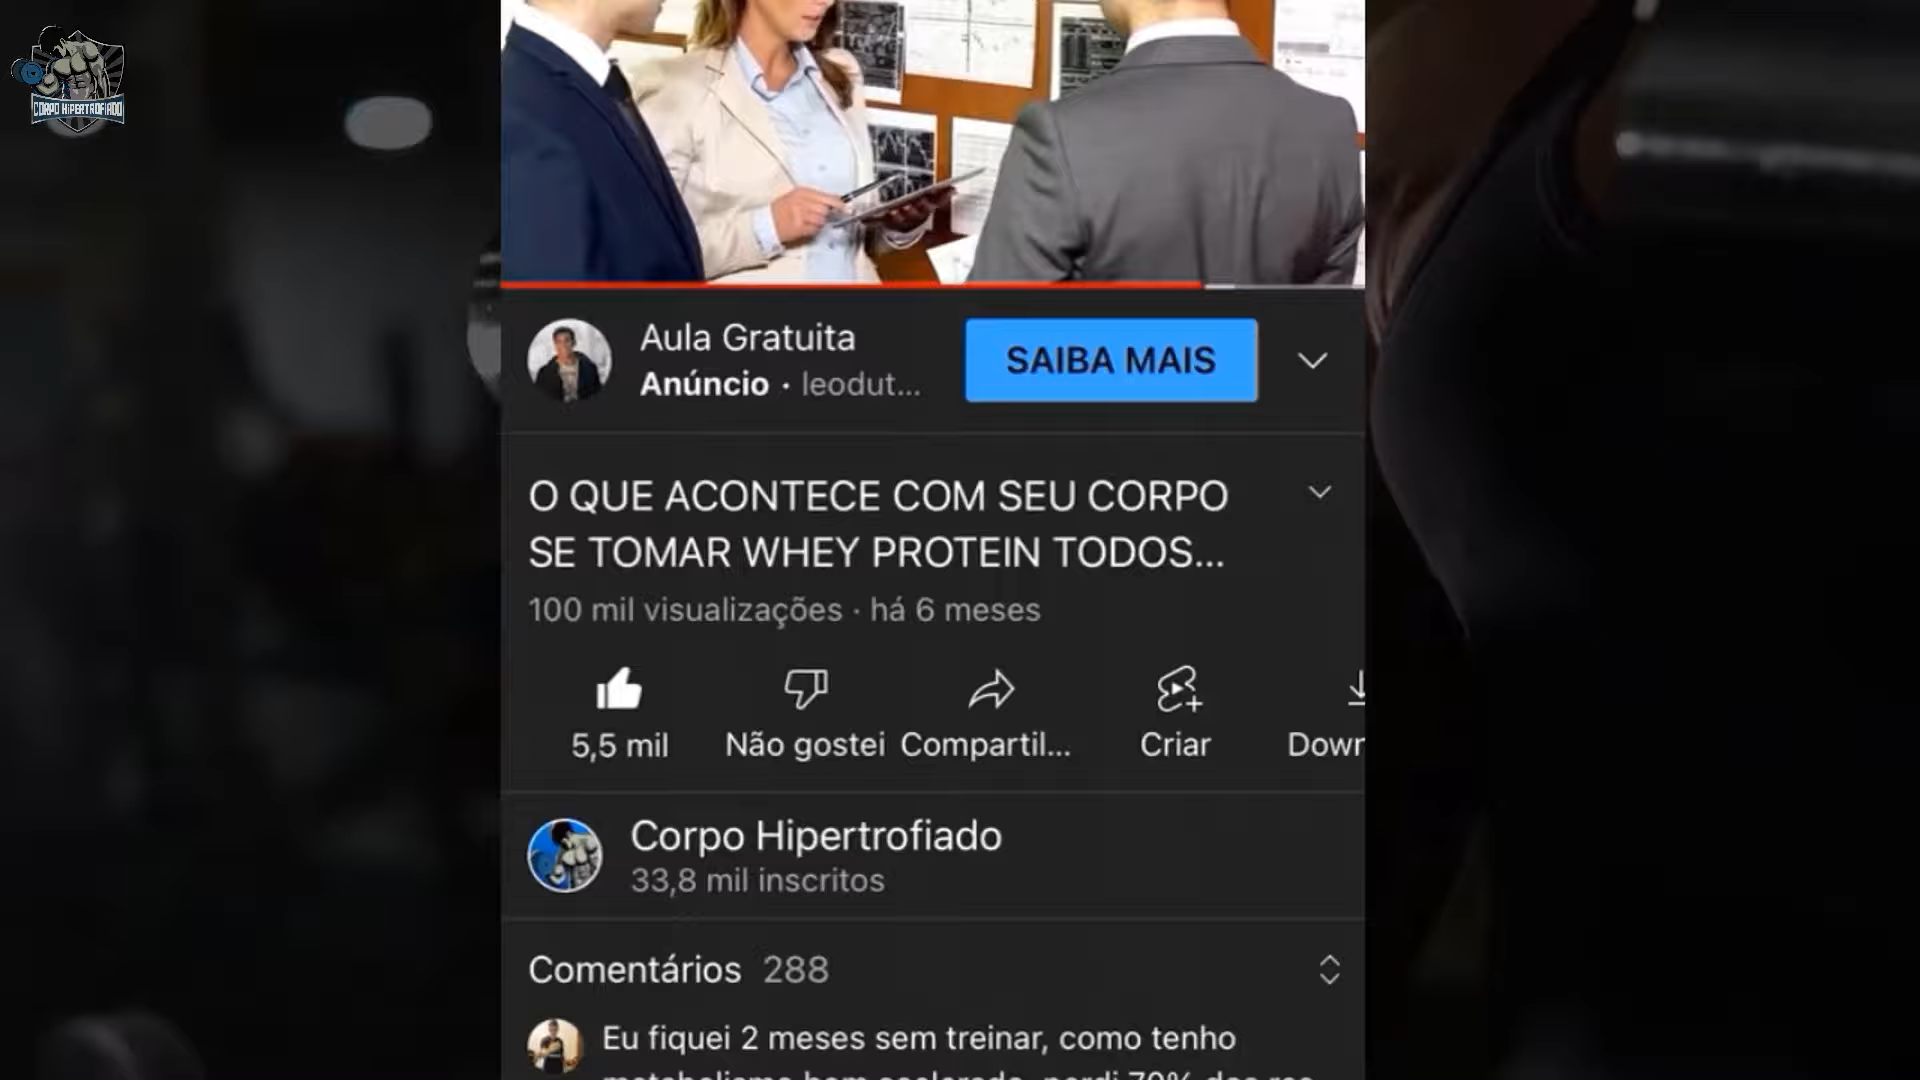 CORPO HIPERTROFIADO
Aula Gratuita
SAIBA MAIS
Anúncio · leodut...
O QUE ACONTECE COM SEU CORPO
SE TOMAR WHEY PROTEIN TODOS...
100 mil visualizações · há 6 meses
5,5 mil
Não gostei
Compartil...
Criar
Down
Corpo Hipertrofiado
33,8 mil inscritos
Comentários 288
Eu fiquei 2 meses sem treinar, como tenho